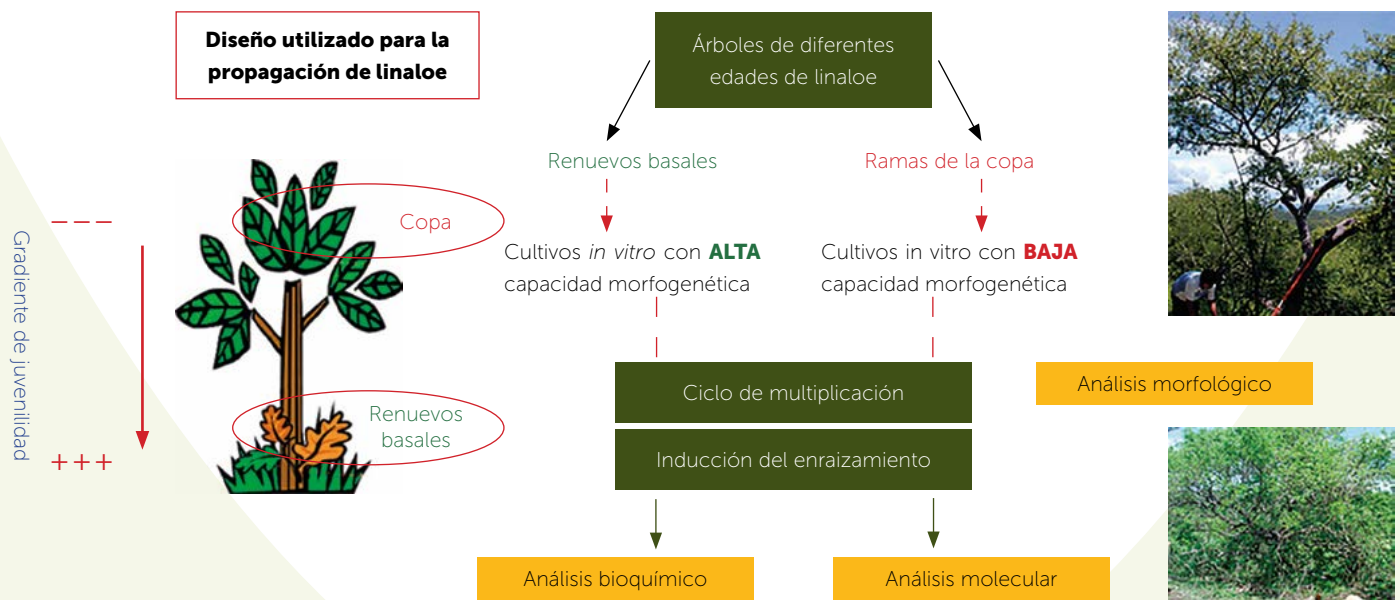 Diseño utilizado para la
propagación de linaloe
Árboles de diferentes
edades de linaloe
Renuevos basales
Ramas de la copa
Cultivos in vitro con ALTA
capacidad morfogenética
Cultivos in vitro con BAJA
capacidad morfogenética
Gradiente de juvenilidad
---
+++
Copa
Renuevos
basales
Ciclo de multiplicación
Inducción del enraizamiento
Análisis morfológico
Análisis bioquímico
Análisis molecular